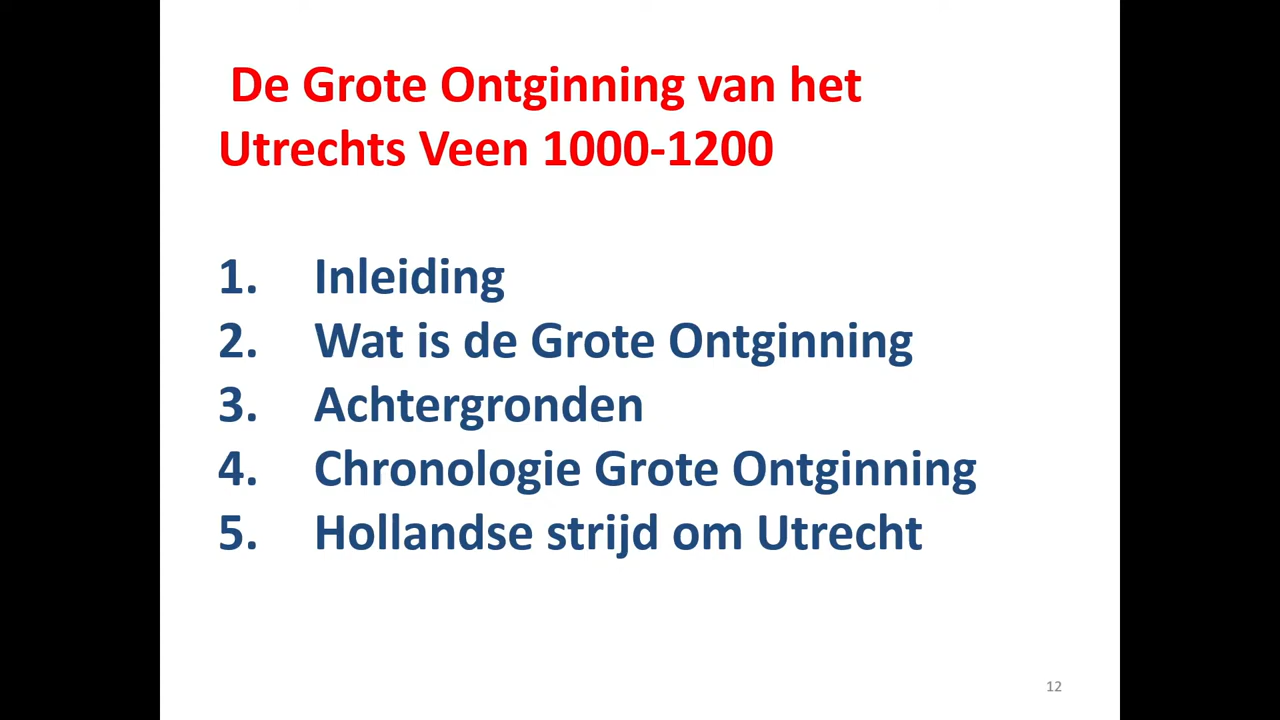 De Grote Ontginning van het
Utrechts Veen 1000-1200
1. Inleiding
2. Wat is de Grote Ontginning
3. Achtergronden
4. Chronologie Grote Ontginning
5. Hollandse strijd om Utrecht
12